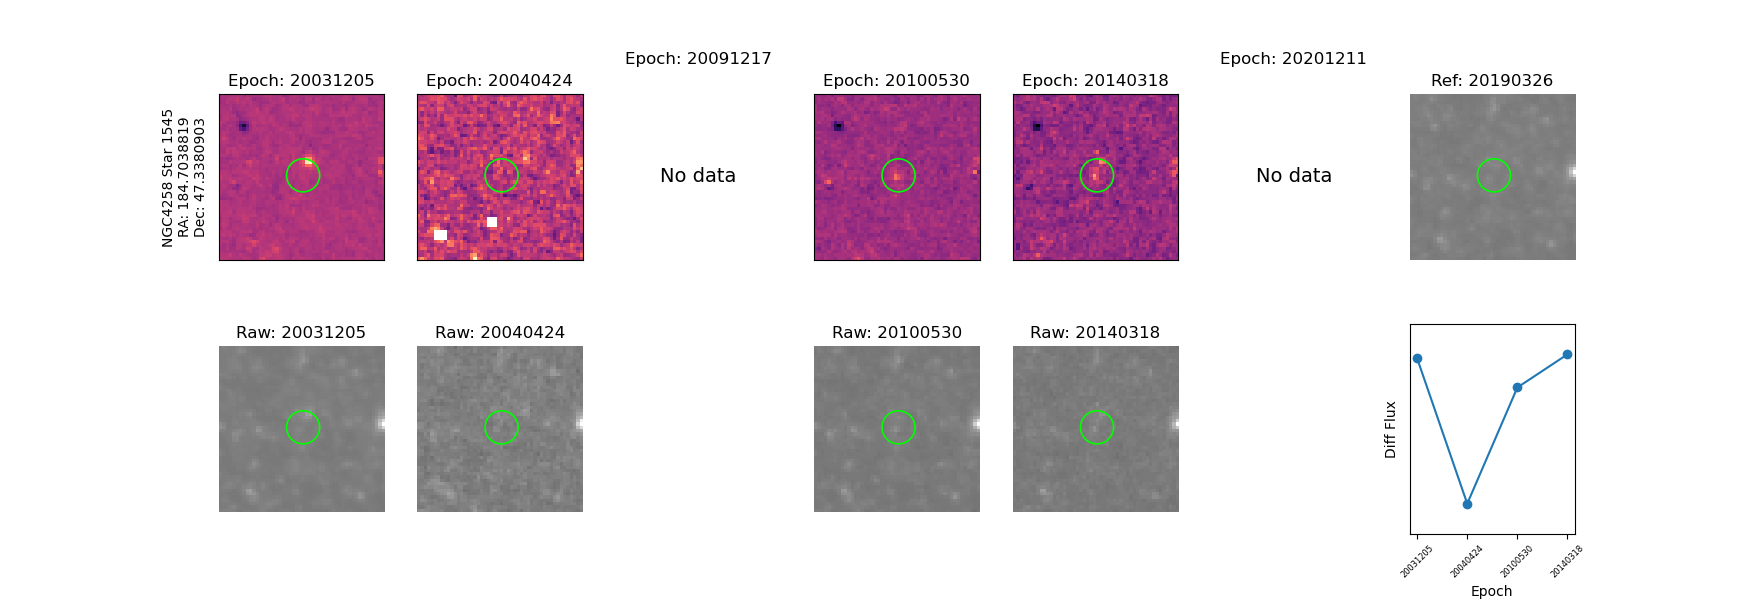 Epoch: 20091217
Epoch: 20201211
Epoch: 20031205
Epoch: 20040424
Epoch: 20100530
Epoch: 20140318
Ref: 20190326
NGC4258 Star 1545
RA: 184.7038819
Dec: 47.3380903
No data
No data
Raw: 20031205
Raw: 20040424
Raw: 20100530
Raw: 20140318
Diff Flux
20031205
20040424
20100530
20140318
Epoch